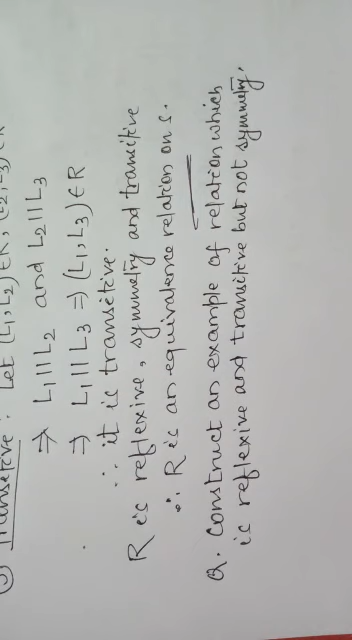 ③ Transitive : Let (L₁, L₂) ∈ R, (L₂, L₃) ∈ R
⇒ L₁ || L₂ and L₂ || L₃
⇒ L₁ || L₃ ⇒ (L₁, L₃) ∈ R
∴ it is transitive.
R is reflexive, symmetry and transitive
∴ R is an equivalence relation on S.
Q. Construct an example of relation which
is reflexive and transitive but not symmetry.